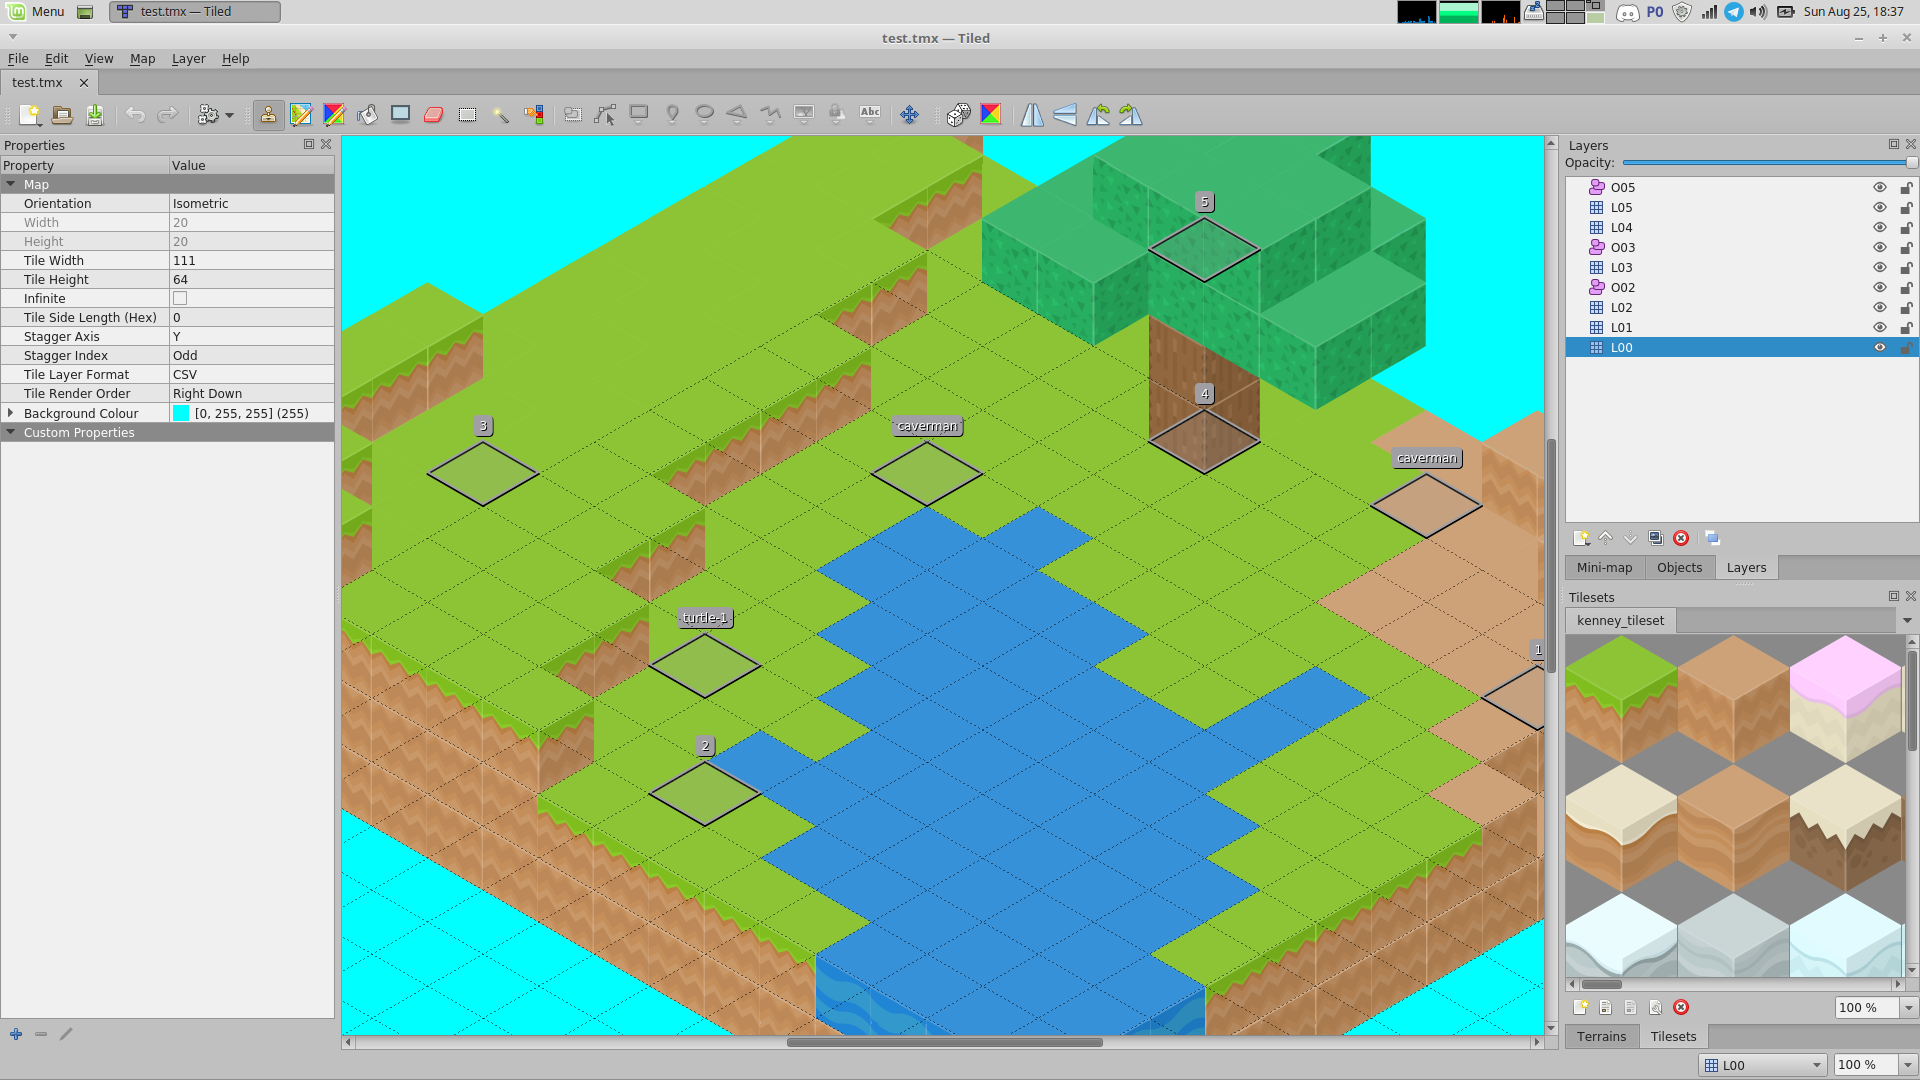 Menu test.tmx — Tiled P0 Sun Aug 25, 18:37
test.tmx — Tiled
File Edit View Map Layer Help
test.tmx
Abc
Properties
Property Value
Map
Orientation Isometric
Width 20
Height 20
Tile Width 111
Tile Height 64
Infinite
Tile Side Length (Hex) 0
Stagger Axis Y
Stagger Index Odd
Tile Layer Format CSV
Tile Render Order Right Down
Background Colour [0, 255, 255] (255)
Custom Properties
5
4
3
caverman
caverman
turtle-1
1
2
Layers
Opacity:
O05
L05
L04
O03
L03
O02
L02
L01
L00
Mini-map Objects Layers
Tilesets
kenney_tileset
100 %
Terrains Tilesets
L00 100 %